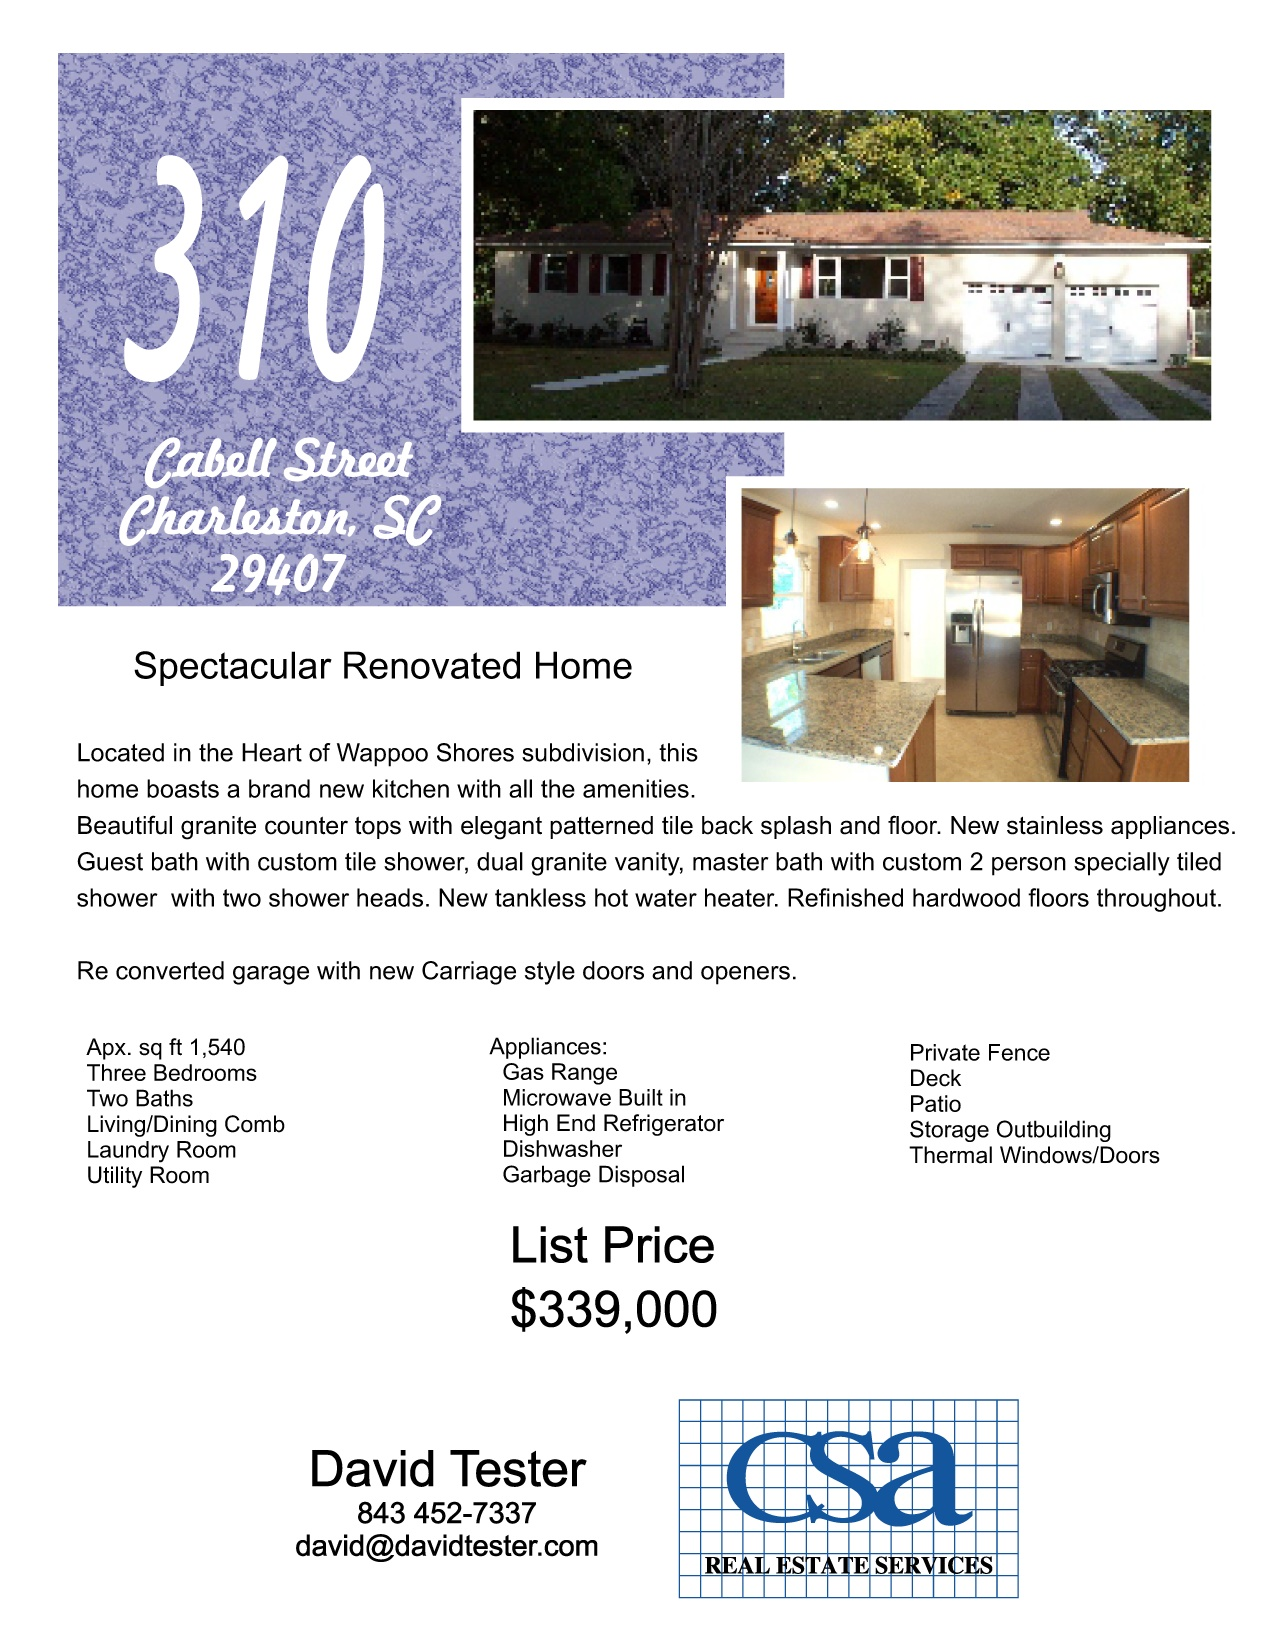 310
Cabell Street
Charleston, SC
29407
Spectacular Renovated Home
Located in the Heart of Wappoo Shores subdivision, this
home boasts a brand new kitchen with all the amenities.
Beautiful granite counter tops with elegant patterned tile back splash and floor. New stainless appliances.
Guest bath with custom tile shower, dual granite vanity, master bath with custom 2 person specially tiled
shower  with two shower heads. New tankless hot water heater. Refinished hardwood floors throughout.
Re converted garage with new Carriage style doors and openers.
Apx. sq ft 1,540
Three Bedrooms
Two Baths
Living/Dining Comb
Laundry Room
Utility Room
Appliances:
Gas Range
Microwave Built in
High End Refrigerator
Dishwasher
Garbage Disposal
Private Fence
Deck
Patio
Storage Outbuilding
Thermal Windows/Doors
List Price
$339,000
David Tester
843 452-7337
david@davidtester.com
csa
REAL ESTATE SERVICES